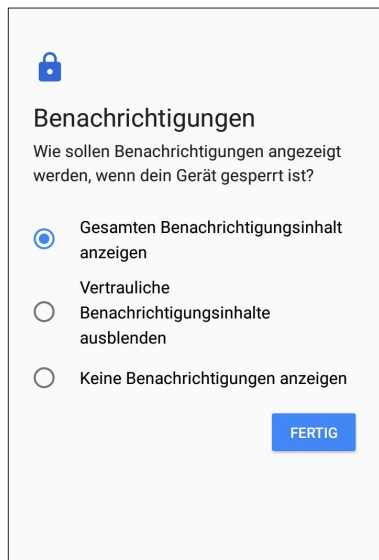 Benachrichtigungen
Wie sollen Benachrichtigungen angezeigt
werden, wenn dein Gerät gesperrt ist?
Gesamten Benachrichtigungsinhalt
anzeigen
Vertrauliche
Benachrichtigungsinhalte
ausblenden
Keine Benachrichtigungen anzeigen
FERTIG